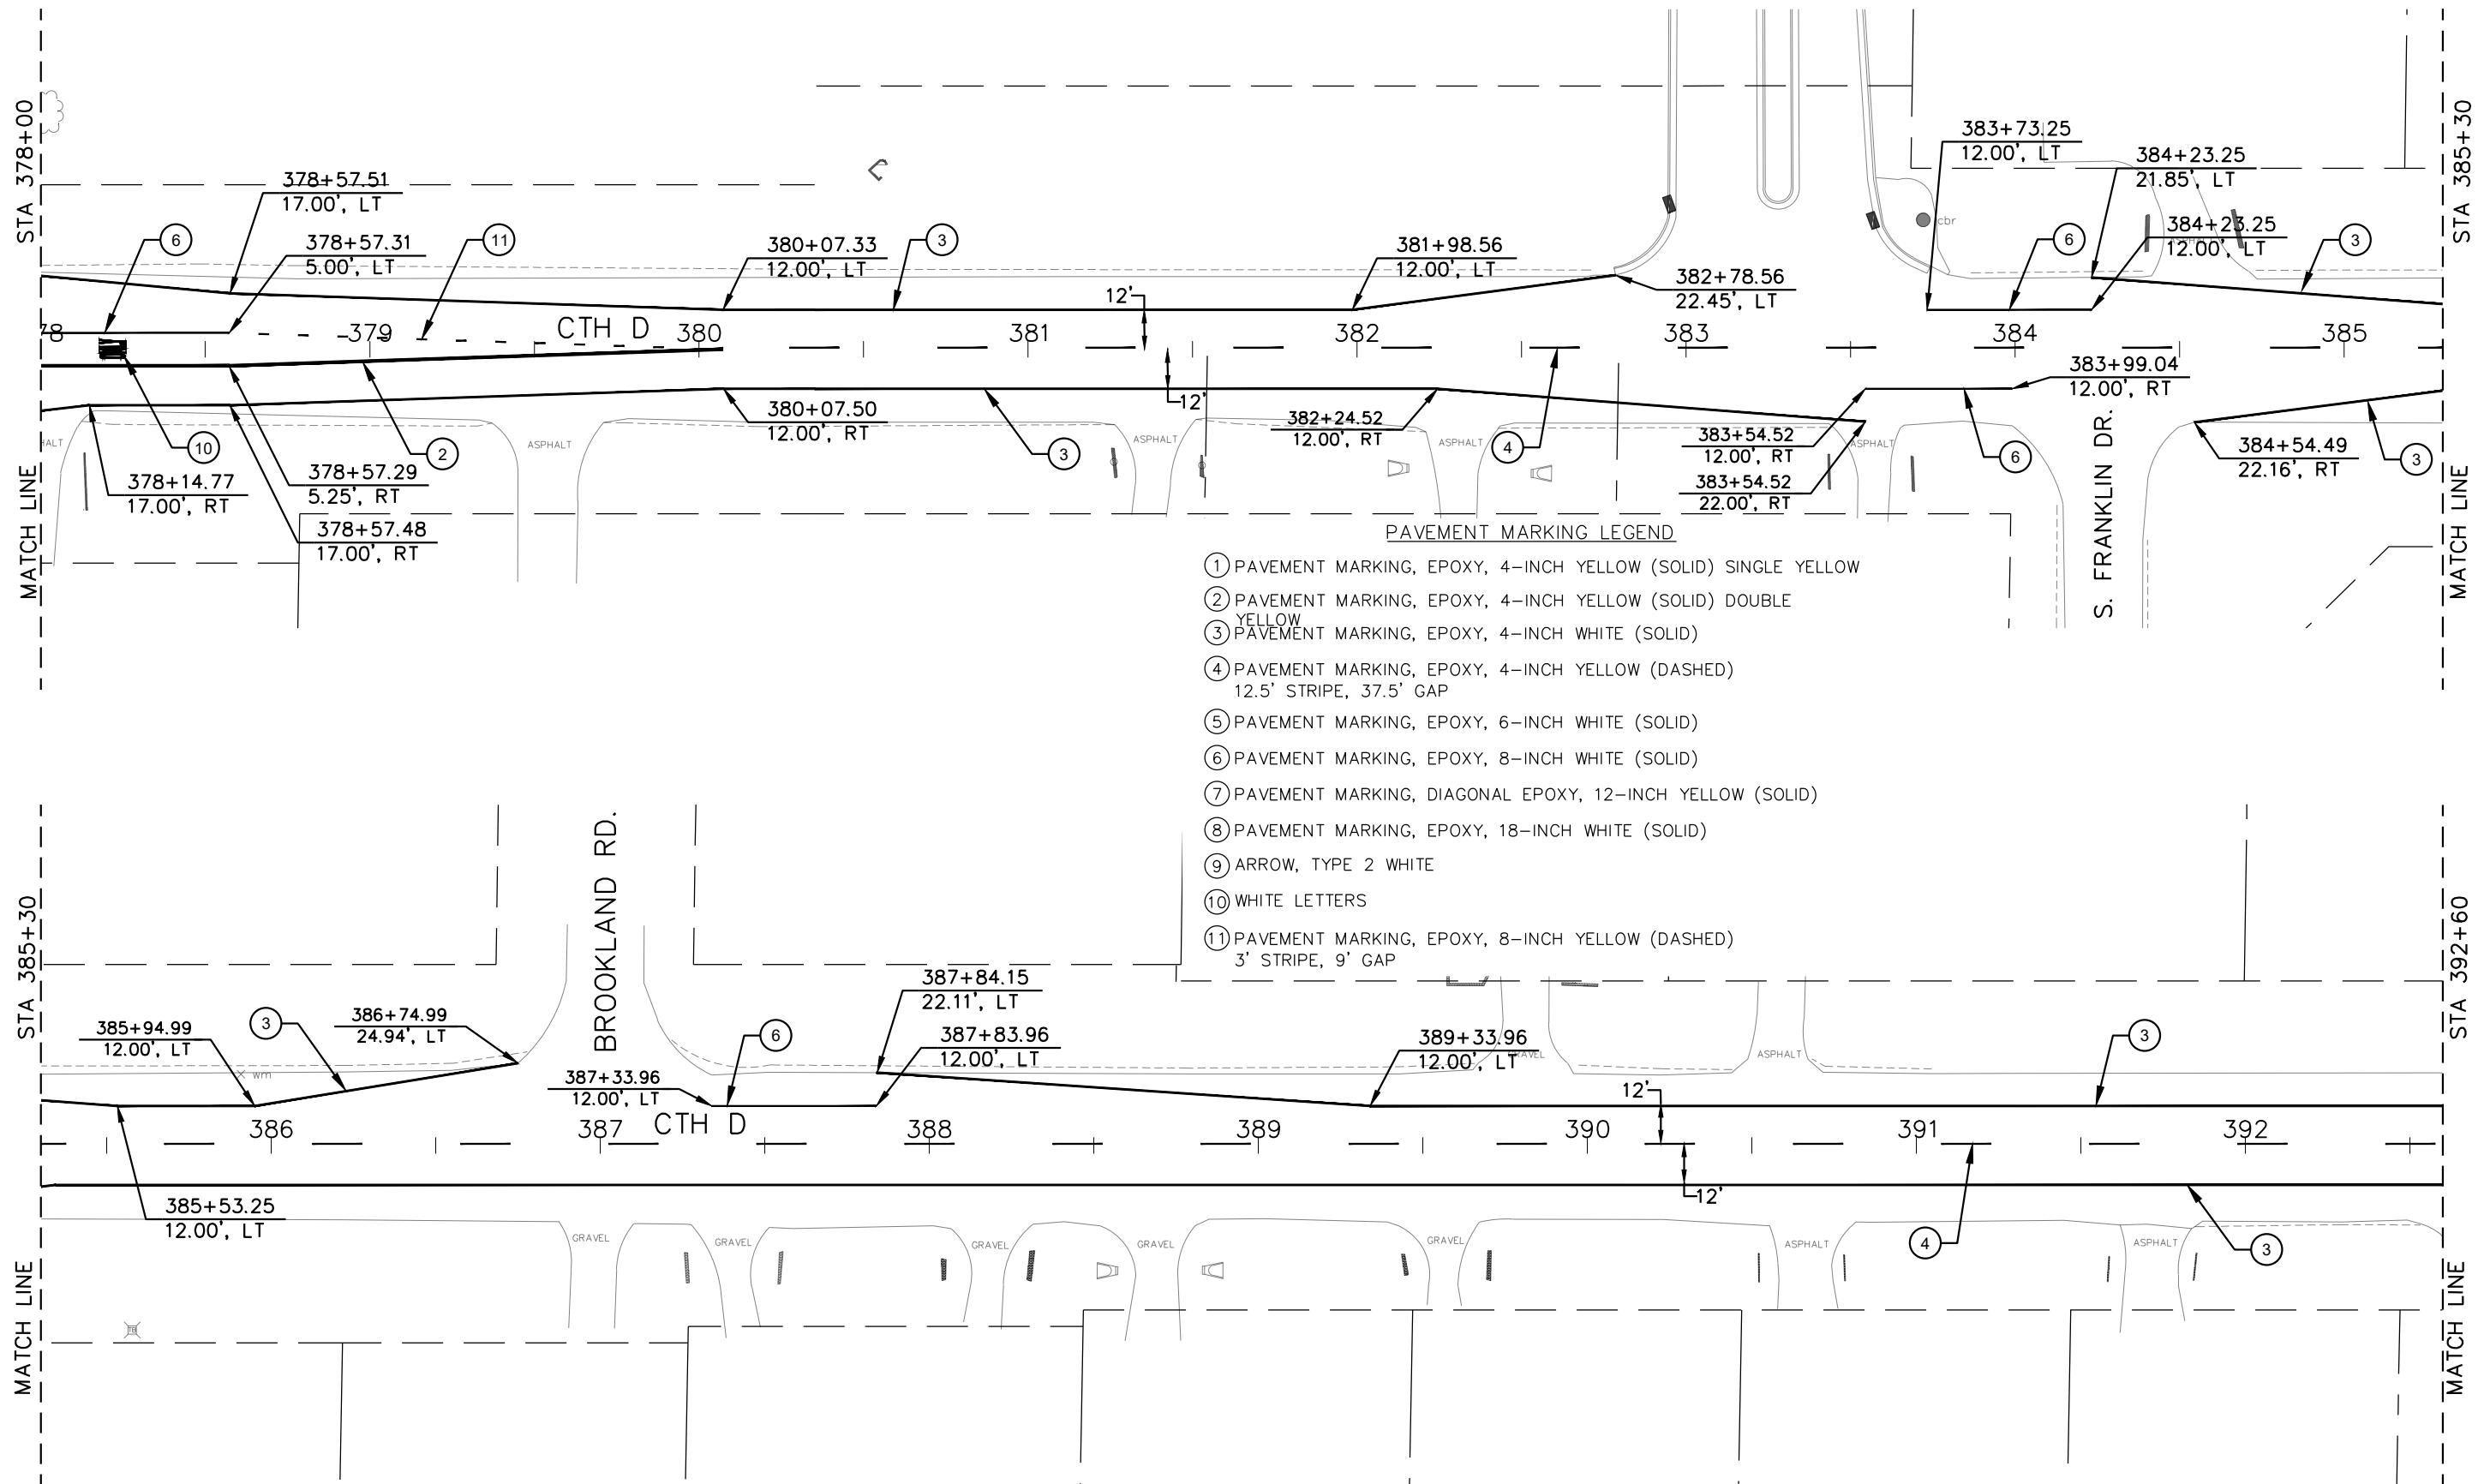 STA 378+00
MATCH LINE
378+57.51
17.00', LT
6
378+57.31
5.00', LT
11
380+07.33
12.00', LT
3
381+98.56
12.00', LT
382+78.56
22.45', LT
383+73.25
12.00', LT
384+23.25
21.85', LT
384+23.25
12.00', LT
cbr
6
3
ASPHALT
STA 385+30
MATCH LINE
12'
78
379
CTH D
380
381
382
383
384
385
12'
HALT
10
378+14.77
17.00', RT
378+57.29
5.25', RT
378+57.48
17.00', RT
2
ASPHALT
380+07.50
12.00', RT
3
ASPHALT
382+24.52
12.00', RT
ASPHALT
4
383+54.52
12.00', RT
383+54.52
22.00', RT
ASPHALT
383+99.04
12.00', RT
6
S. FRANKLIN DR.
384+54.49
22.16', RT
3
PAVEMENT MARKING LEGEND
1 PAVEMENT MARKING, EPOXY, 4-INCH YELLOW (SOLID) SINGLE YELLOW
2 PAVEMENT MARKING, EPOXY, 4-INCH YELLOW (SOLID) DOUBLE
YELLOW
3 PAVEMENT MARKING, EPOXY, 4-INCH WHITE (SOLID)
4 PAVEMENT MARKING, EPOXY, 4-INCH YELLOW (DASHED)
12.5' STRIPE, 37.5' GAP
5 PAVEMENT MARKING, EPOXY, 6-INCH WHITE (SOLID)
6 PAVEMENT MARKING, EPOXY, 8-INCH WHITE (SOLID)
7 PAVEMENT MARKING, DIAGONAL EPOXY, 12-INCH YELLOW (SOLID)
8 PAVEMENT MARKING, EPOXY, 18-INCH WHITE (SOLID)
9 ARROW, TYPE 2 WHITE
10 WHITE LETTERS
11 PAVEMENT MARKING, EPOXY, 8-INCH YELLOW (DASHED)
3' STRIPE, 9' GAP
STA 385+30
MATCH LINE
385+94.99
12.00', LT
3
386+74.99
24.94', LT
wm
BROOKLAND RD.
387+33.96
12.00', LT
6
387+84.15
22.11', LT
387+83.96
12.00', LT
389+33.96
12.00', LT
GRAVEL
ASPHALT
3
STA 392+60
MATCH LINE
12'
CTH D
386
387
388
389
390
391
392
12'
385+53.25
12.00', LT
GRAVEL
GRAVEL
GRAVEL
GRAVEL
GRAVEL
ASPHALT
4
ASPHALT
3